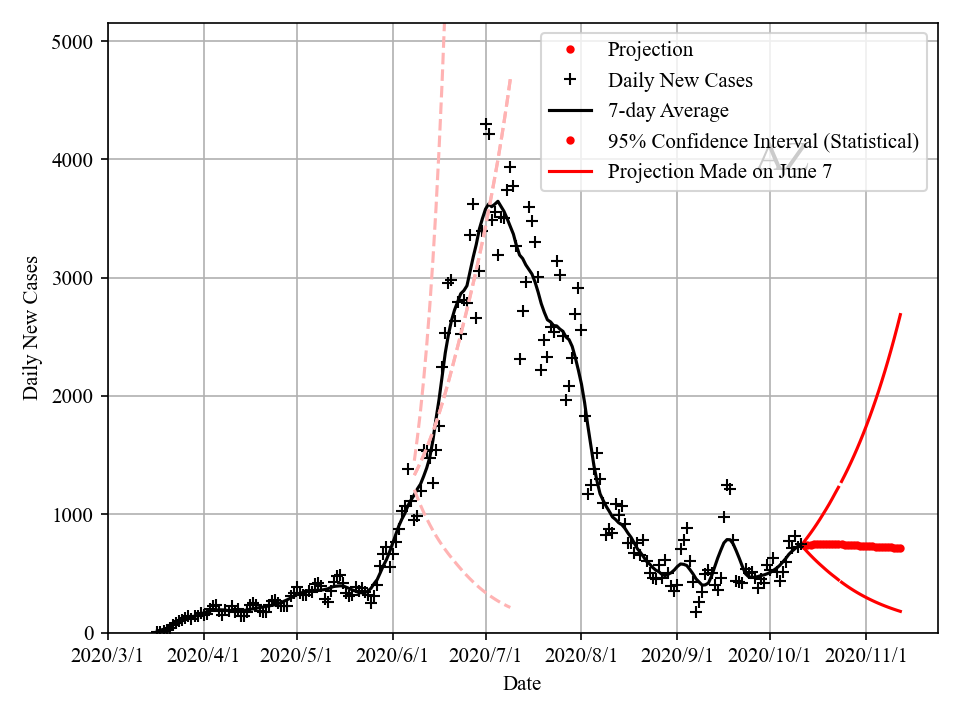 5000
4000
3000
2000
1000
0
Daily New Cases
2020/3/1 2020/4/1 2020/5/1 2020/6/1 2020/7/1 2020/8/1 2020/9/1 2020/10/1 2020/11/1
Date
Projection
Daily New Cases
7-day Average
95% Confidence Interval (Statistical)
AZ
Projection Made on June 7